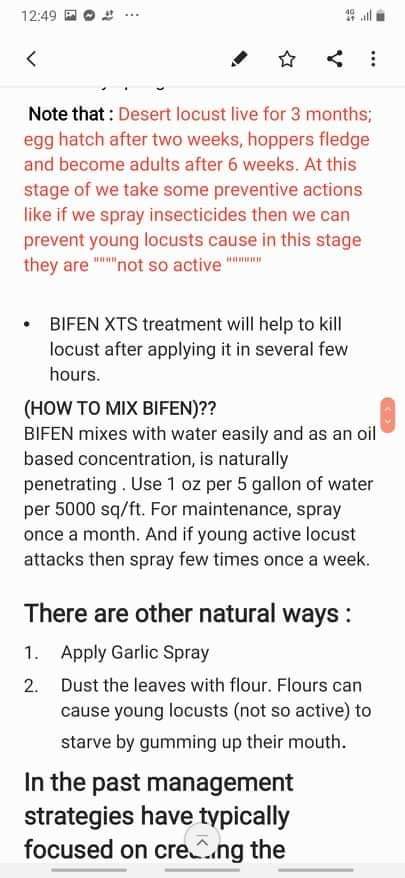 12:49
4G
Note that : Desert locust live for 3 months;
egg hatch after two weeks, hoppers fledge
and become adults after 6 weeks. At this
stage of we take some preventive actions
like if we spray insecticides then we can
prevent young locusts cause in this stage
they are """"not so active """"""
• BIFEN XTS treatment will help to kill
locust after applying it in several few
hours.
(HOW TO MIX BIFEN)??
BIFEN mixes with water easily and as an oil
based concentration, is naturally
penetrating . Use 1 oz per 5 gallon of water
per 5000 sq/ft. For maintenance, spray
once a month. And if young active locust
attacks then spray few times once a week.
There are other natural ways :
1. Apply Garlic Spray
2. Dust the leaves with flour. Flours can
cause young locusts (not so active) to
starve by gumming up their mouth.
In the past management
strategies have typically
focused on the